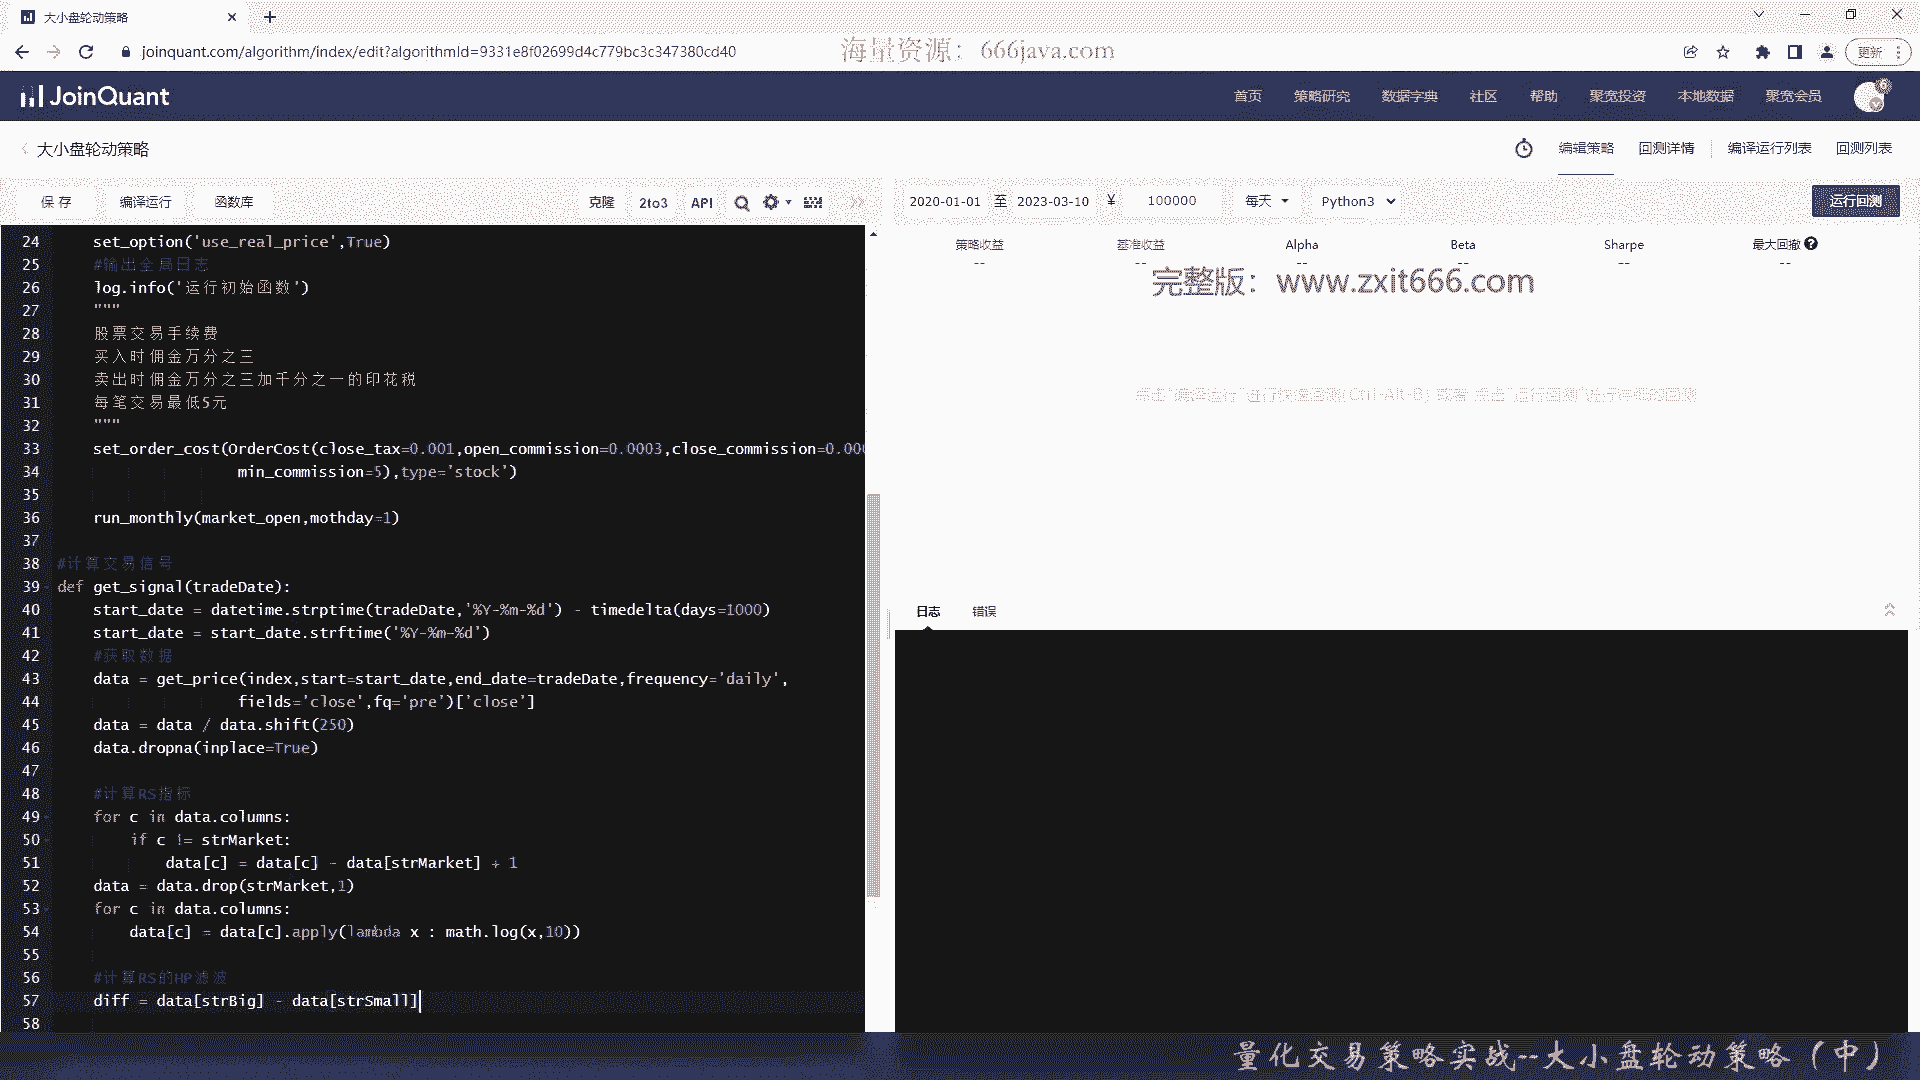 大小盘轮动策略
joinquant.com/algorithm/index/edit?algorithmId=9331e8f02699d4c779bc3c347380cd40
海量资源：666java.com
更新
JoinQuant
首页 策略研究 数据字典 社区 帮助 聚宽投资 本地数据 聚宽会员
6
大小盘轮动策略
编辑策略 回测详情 编译运行列表 回测列表
保存 编译运行 函数库 克隆 2to3 API
2020-01-01 至 2023-03-10 ¥ 100000 每天 Python3 运行回测
策略收益 基准收益 Alpha Beta Sharpe 最大回撤
-- -- -- -- -- --
完整版：www.zxit666.com
点击"编译运行"进行快速回测(Ctrl-Alt-B) 或者 点击"运行回测"进行详细的回测
24 set_option('use_real_price',True)
25 #输出全局日志
26 log.info('运行初始函数')
27 """
28 股票交易手续费
29 买入时佣金万分之三
30 卖出时佣金万分之三加千分之一的印花税
31 每笔交易最低5元
32 """
33 set_order_cost(OrderCost(close_tax=0.001,open_commission=0.0003,close_commission=0.000
34 min_commission=5),type='stock')
35
36 run_monthly(market_open,mothday=1)
37
38 #计算交易信号
39 def get_signal(tradeDate):
40 start_date = datetime.strptime(tradeDate,'%Y-%m-%d') - timedelta(days=1000)
41 start_date = start_date.strftime('%Y-%m-%d')
42 #获取数据
43 data = get_price(index,start=start_date,end_date=tradeDate,frequency='daily',
44 fields='close',fq='pre')['close']
45 data = data / data.shift(250)
46 data.dropna(inplace=True)
47
48 #计算RS指标
49 for c in data.columns:
50 if c != strMarket:
51 data[c] = data[c] - data[strMarket] + 1
52 data = data.drop(strMarket,1)
53 for c in data.columns:
54 data[c] = data[c].apply(lambda x : math.log(x,10))
55
56 #计算RS的HP滤波
57 diff = data[strBig] - data[strSmall]
58
日志 错误
量化交易策略实战--大小盘轮动策略（中）